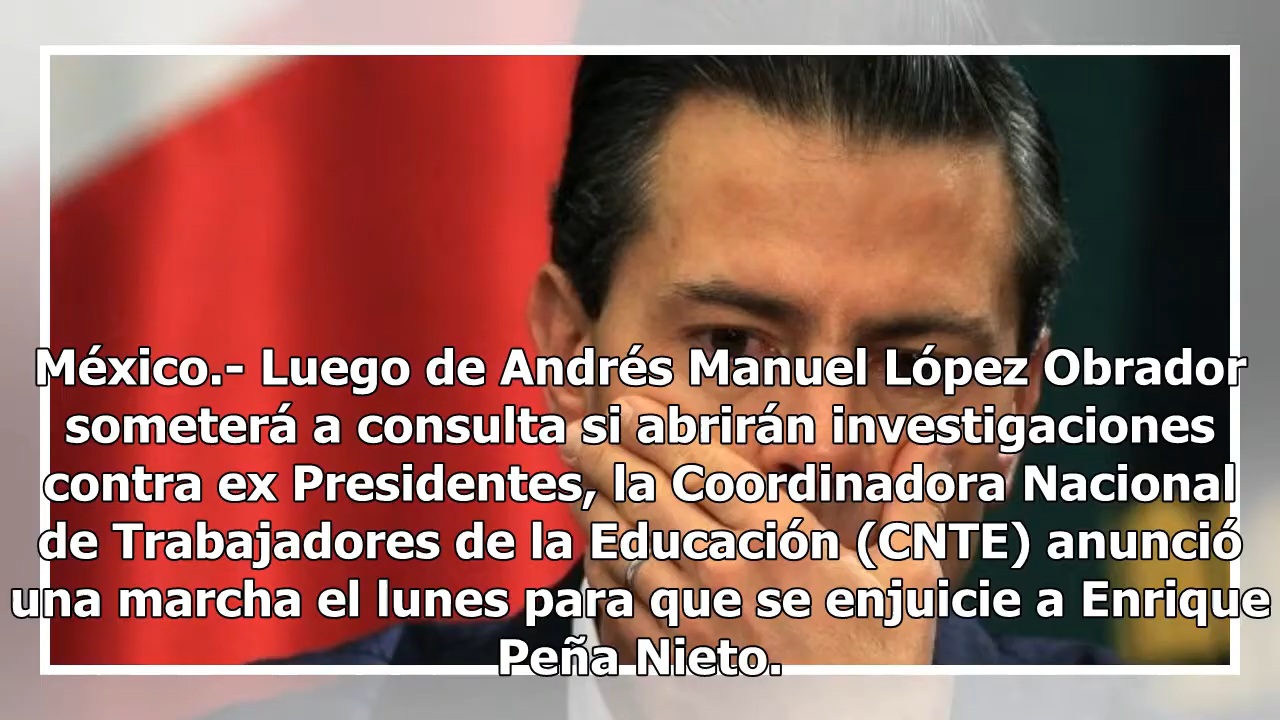 México.- Luego de Andrés Manuel López Obrador
someterá a consulta si abrirán investigaciones
contra ex Presidentes, la Coordinadora Nacional
de Trabajadores de la Educación (CNTE) anunció
una marcha el lunes para que se enjuicie a Enrique
Peña Nieto.